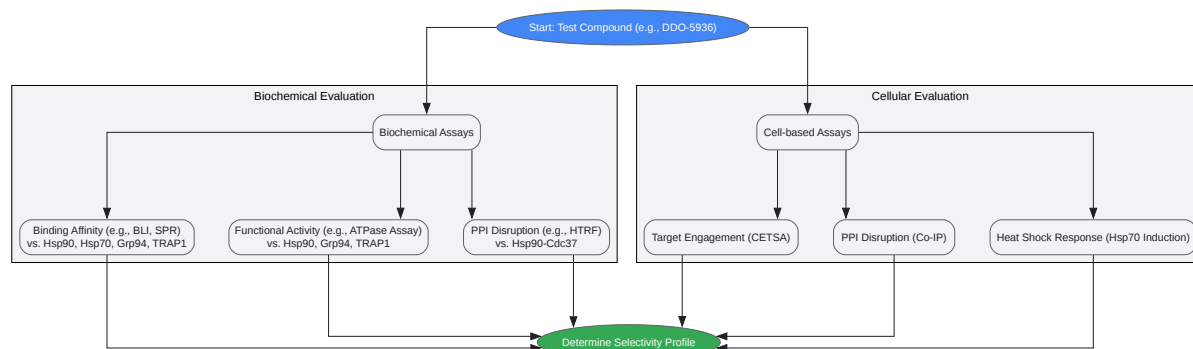 Start: Test Compound (e.g., DDO-5936)
Biochemical Evaluation
Cellular Evaluation
Biochemical Assays
Cell-based Assays
Binding Affinity (e.g., BLI, SPR)
vs. Hsp90, Hsp70, Grp94, TRAP1
Functional Activity (e.g., ATPase Assay)
vs. Hsp90, Grp94, TRAP1
PPI Disruption (e.g., HTRF)
vs. Hsp90-Cdc37
Target Engagement (CETSA)
PPI Disruption (Co-IP)
Heat Shock Response (Hsp70 Induction)
Determine Selectivity Profile